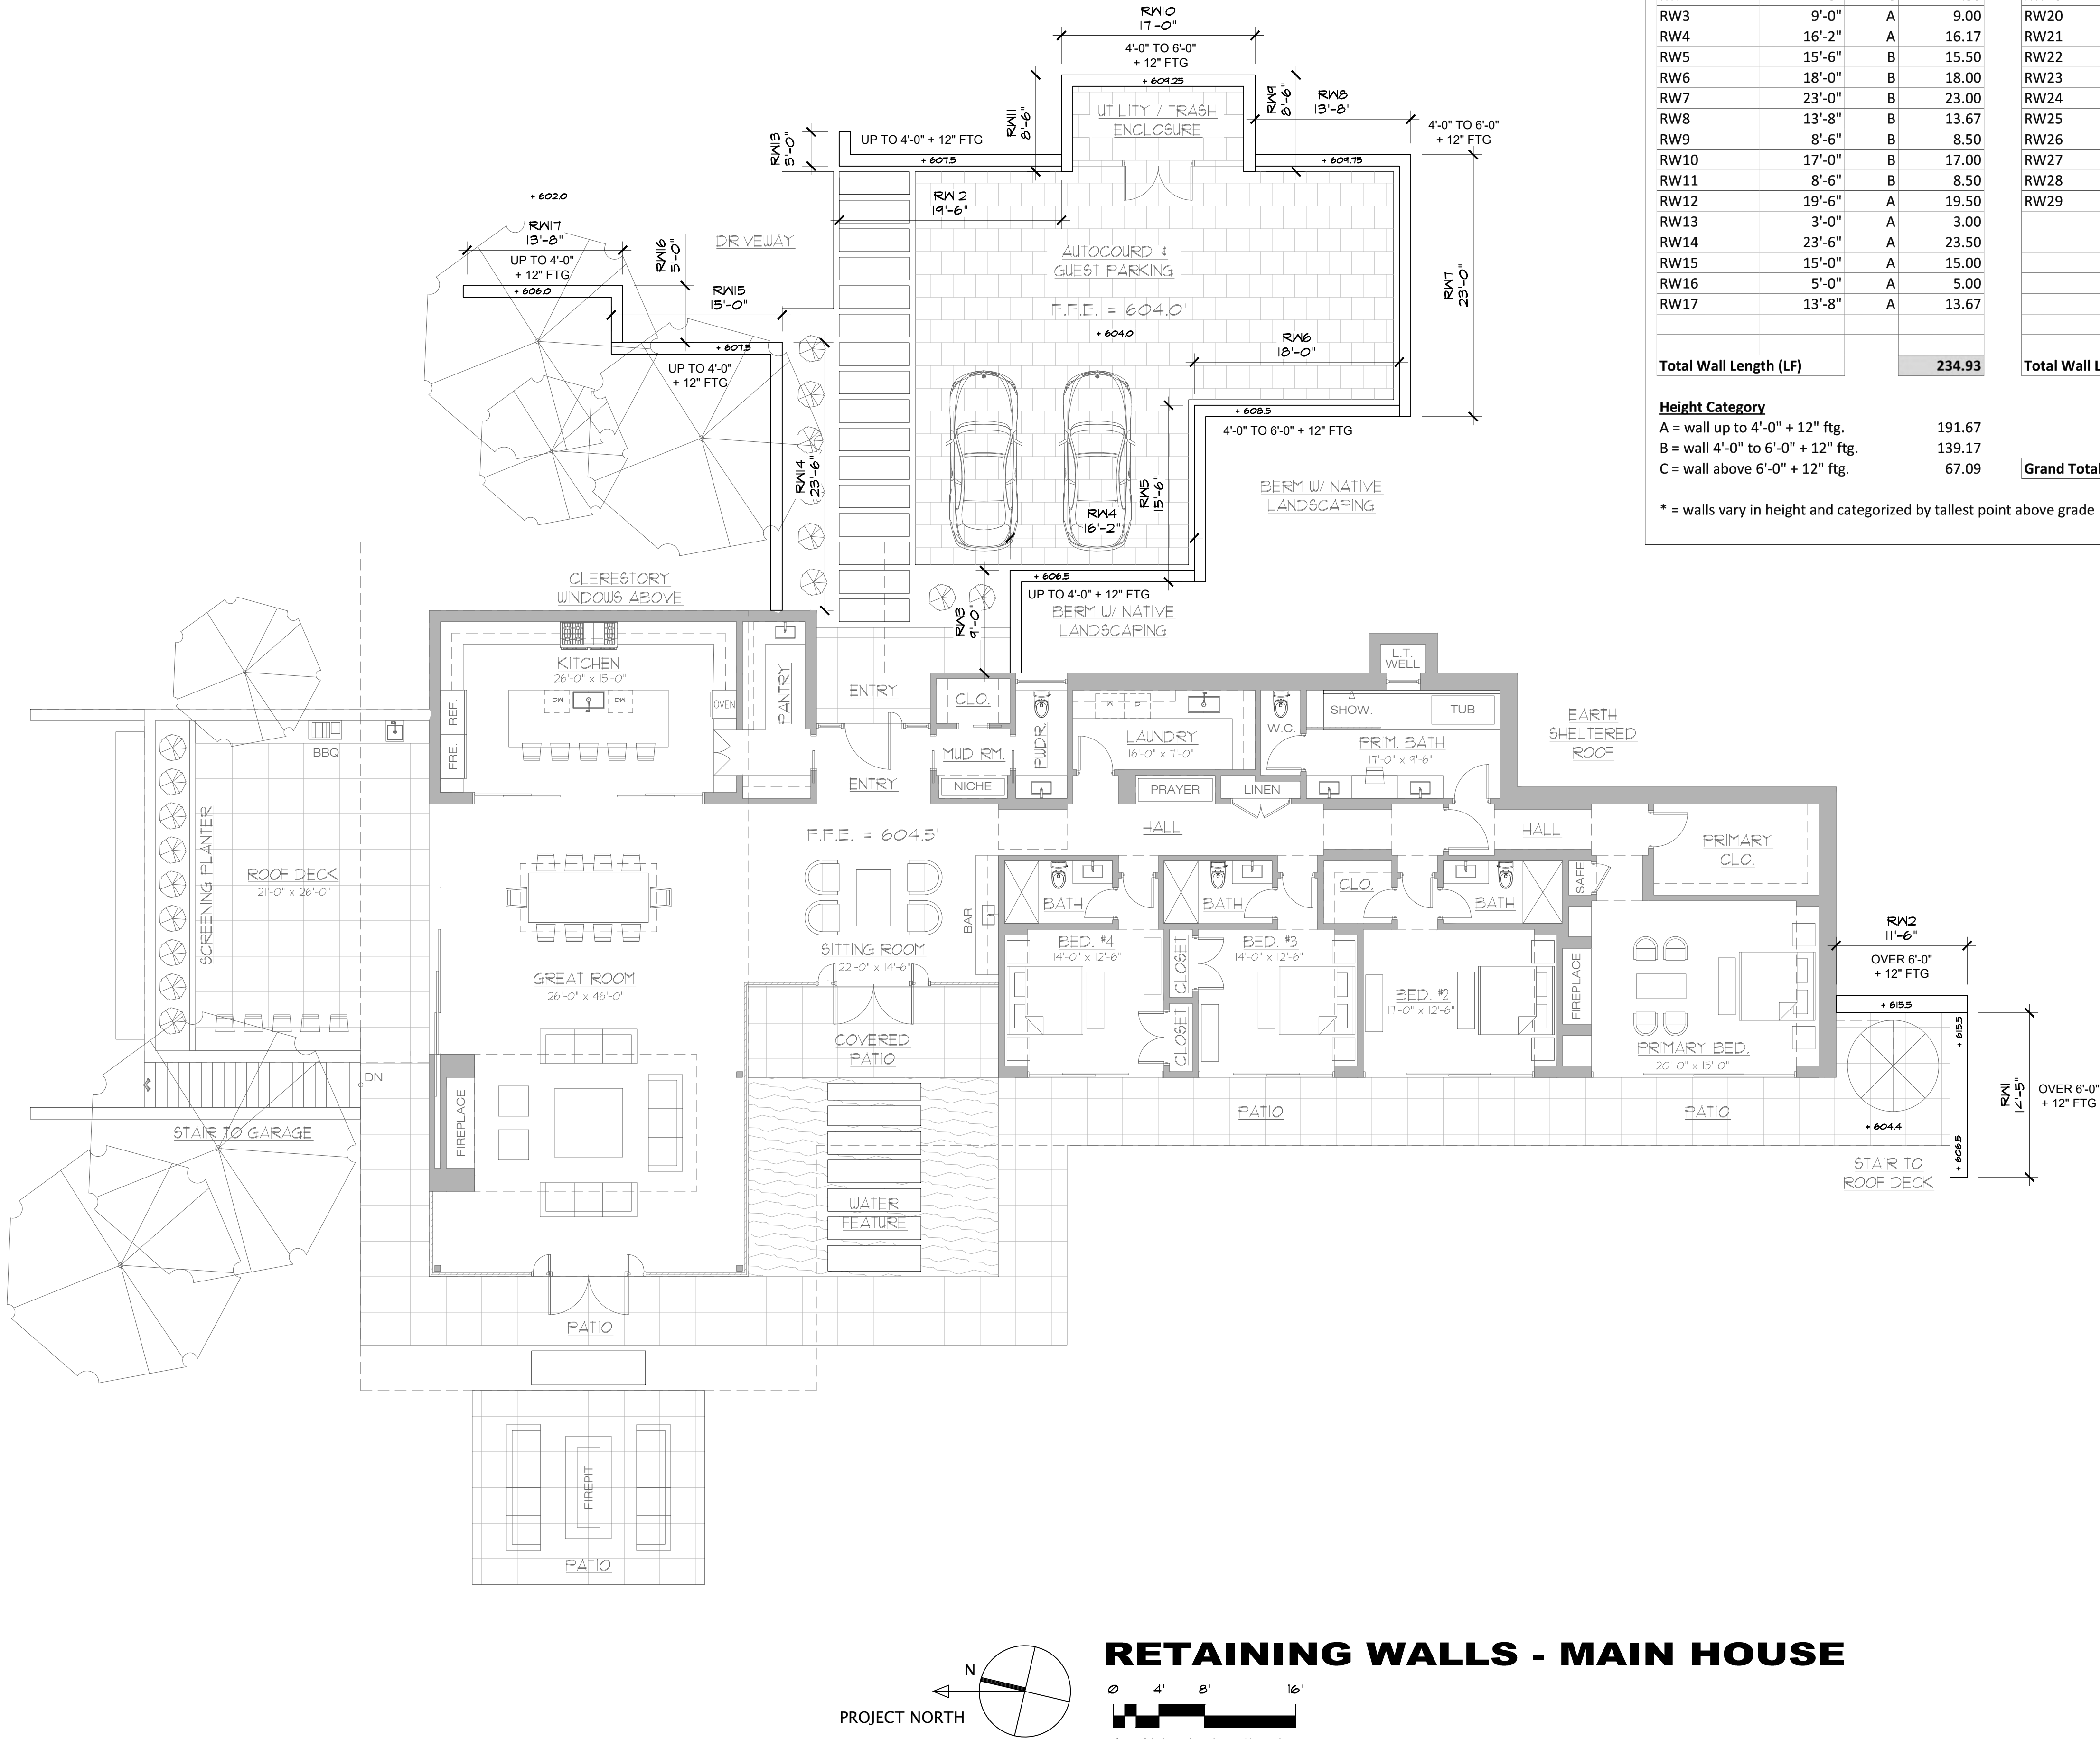 RW10
17'-0"
4'-0" TO 6'-0"
+ 12" FTG
+ 609.25
RW11
8'-6"
RW9
8'-6"
RW8
13'-8"
UTILITY / TRASH
ENCLOSURE
4'-0" TO 6'-0"
+ 12" FTG
RW13
3'-0"
UP TO 4'-0" + 12" FTG
+ 607.5
+ 609.75
RW12
19'-6"
+ 602.0
RW17
13'-8"
UP TO 4'-0"
+ 12" FTG
+ 606.0
RW16
5'-0"
DRIVEWAY
RW15
15'-0"
AUTOCOURD &
GUEST PARKING
F.F.E. = 604.0'
+ 604.0
RW7
23'-0"
RW6
18'-0"
+ 607.5
UP TO 4'-0"
+ 12" FTG
+ 608.5
4'-0" TO 6'-0" + 12" FTG
RW14
23'-6"
RW5
15'-6"
RW4
16'-2"
BERM W/ NATIVE
LANDSCAPING
+ 606.5
UP TO 4'-0" + 12" FTG
BERM W/ NATIVE
LANDSCAPING
RW3
9'-0"
RW3 9'-0" A 9.00 RW20
RW4 16'-2" A 16.17 RW21
RW5 15'-6" B 15.50 RW22
RW6 18'-0" B 18.00 RW23
RW7 23'-0" B 23.00 RW24
RW8 13'-8" B 13.67 RW25
RW9 8'-6" B 8.50 RW26
RW10 17'-0" B 17.00 RW27
RW11 8'-6" B 8.50 RW28
RW12 19'-6" A 19.50 RW29
RW13 3'-0" A 3.00
RW14 23'-6" A 23.50
RW15 15'-0" A 15.00
RW16 5'-0" A 5.00
RW17 13'-8" A 13.67
Total Wall Length (LF) 234.93 Total Wall L
Height Category
A = wall up to 4'-0" + 12" ftg. 191.67
B = wall 4'-0" to 6'-0" + 12" ftg. 139.17
C = wall above 6'-0" + 12" ftg. 67.09 Grand Total
* = walls vary in height and categorized by tallest point above grade
CLERESTORY
WINDOWS ABOVE
KITCHEN
26'-0" x 15'-0"
DW
DW
REF.
FRE.
OVEN
PANTRY
ENTRY
ENTRY
CLO.
MUD RM.
NICHE
PWDR.
W
D
LAUNDRY
16'-0" x 7'-0"
W.C.
L.T.
WELL
SHOW.
TUB
PRIM. BATH
17'-0" x 9'-6"
EARTH
SHELTERED
ROOF
PRAYER
LINEN
HALL
HALL
PRIMARY
CLO.
SAFE
BBQ
SCREENING PLANTER
ROOF DECK
21'-0" x 26'-0"
F.F.E. = 604.5'
BAR
SITTING ROOM
22'-0" x 14'-6"
GREAT ROOM
26'-0" x 46'-0"
BATH
BATH
CLO.
BATH
BED. #4
14'-0" x 12'-6"
CLOSET
CLOSET
BED. #3
14'-0" x 12'-6"
BED. #2
17'-0" x 12'-6"
FIREPLACE
PRIMARY BED.
20'-0" x 15'-0"
RW2
11'-6"
OVER 6'-0"
+ 12" FTG
+ 615.5
+ 615.5
RW1
14'-5"
OVER 6'-0"
+ 12" FTG
+ 604.4
+ 606.5
STAIR TO
ROOF DECK
COVERED
PATIO
DN
STAIR TO GARAGE
FIREPLACE
PATIO
PATIO
WATER
FEATURE
PATIO
FIREPIT
PATIO
N
PROJECT NORTH
RETAINING WALLS - MAIN HOUSE
0 4' 8' 16'